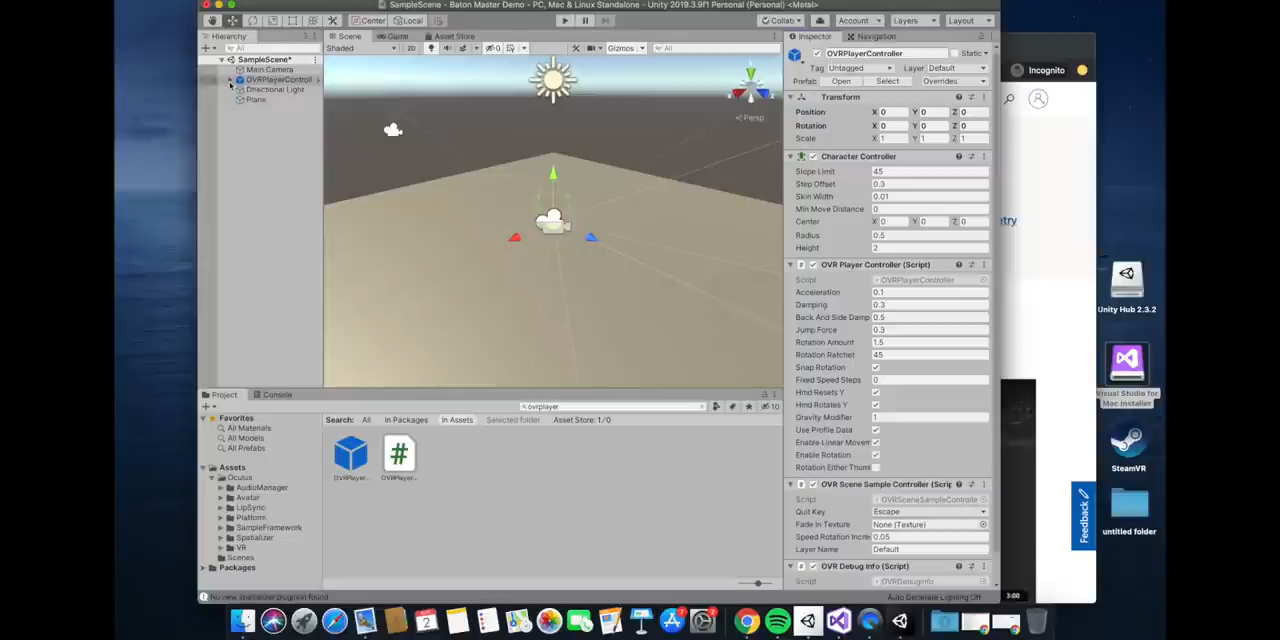 SampleScene - Baton Master Demo - PC, Mac & Linux Standalone - Unity 2019.3.9f1 Personal (Personal) <Metal>
Center Local
Collab Account Layers Layout
Hierarchy
All
SampleScene*
Main Camera
OVRPlayerControll
Directional Light
Plane
Scene Game Asset Store
Shaded 2D 0 Gizmos All
Persp
Inspector Navigation
OVRPlayerController Static
Tag Untagged Layer Default
Prefab Open Select Overrides
Transform
Position X 0 Y 0 Z 0
Rotation X 0 Y 0 Z 0
Scale X 1 Y 1 Z 1
Character Controller
Slope Limit 45
Step Offset 0.3
Skin Width 0.01
Min Move Distance 0
Center X 0 Y 0 Z 0
Radius 0.5
Height 2
OVR Player Controller (Script)
Script OVRPlayerController
Acceleration 0.1
Damping 0.3
Back And Side Damp 0.5
Jump Force 0.3
Rotation Amount 1.5
Rotation Ratchet 45
Snap Rotation
Fixed Speed Steps 0
Hmd Resets Y
Hmd Rotates Y
Gravity Modifier 1
Use Profile Data
Enable Linear Movem
Enable Rotation
Rotation Either Thum
OVR Scene Sample Controller (Scrip
Script OVRSceneSampleControlle
Quit Key Escape
Fade In Texture None (Texture)
Speed Rotation Incre 0.05
Layer Name Default
OVR Debug Info (Script)
Script OVRDebugInfo
Auto Generate Lighting Off
Project Console
ovrplayer 10
Search: All In Packages In Assets Selected folder Asset Store: 1/0
Favorites
All Materials
All Models
All Prefabs
Assets
Oculus
AudioManager
Avatar
LipSync
Platform
SampleFramework
Spatializer
VR
Scenes
Packages
OVRPlayer... OVRPlayer...
#
No new spatializer pluginfo found
Incognito
etry
Unity Hub 2.3.2
Visual Studio for
Mac Installer
SteamVR
untitled folder
Feedback
3:00
2